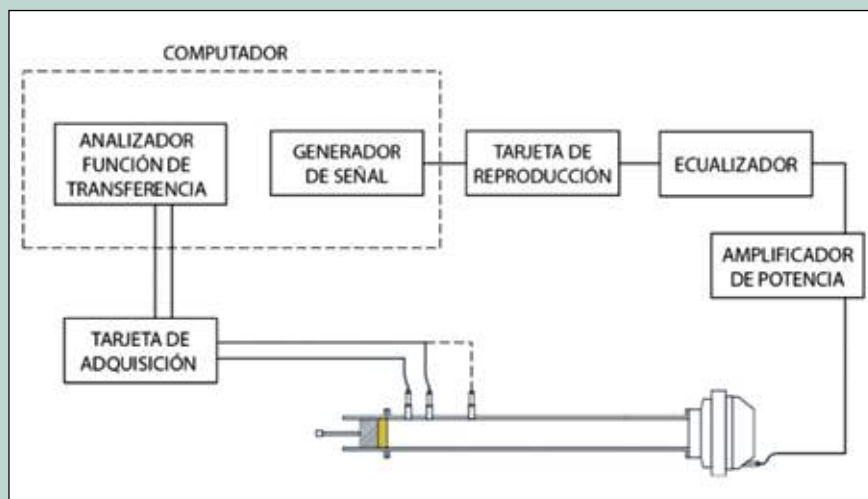 COMPUTADOR
ANALIZADOR
FUNCIÓN DE
TRANSFERENCIA
GENERADOR
DE SEÑAL
TARJETA DE
REPRODUCCIÓN
ECUALIZADOR
AMPLIFICADOR
DE POTENCIA
TARJETA DE
ADQUISICIÓN